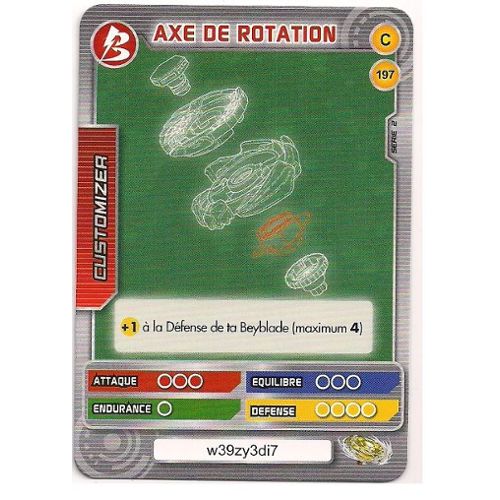 AXE DE ROTATION
C
197
SERIE 2
CUSTOMIZER
+1 à la Défense de ta Beyblade (maximum 4)
ATTAQUE
EQUILIBRE
ENDURANCE
DEFENSE
w39zy3di7